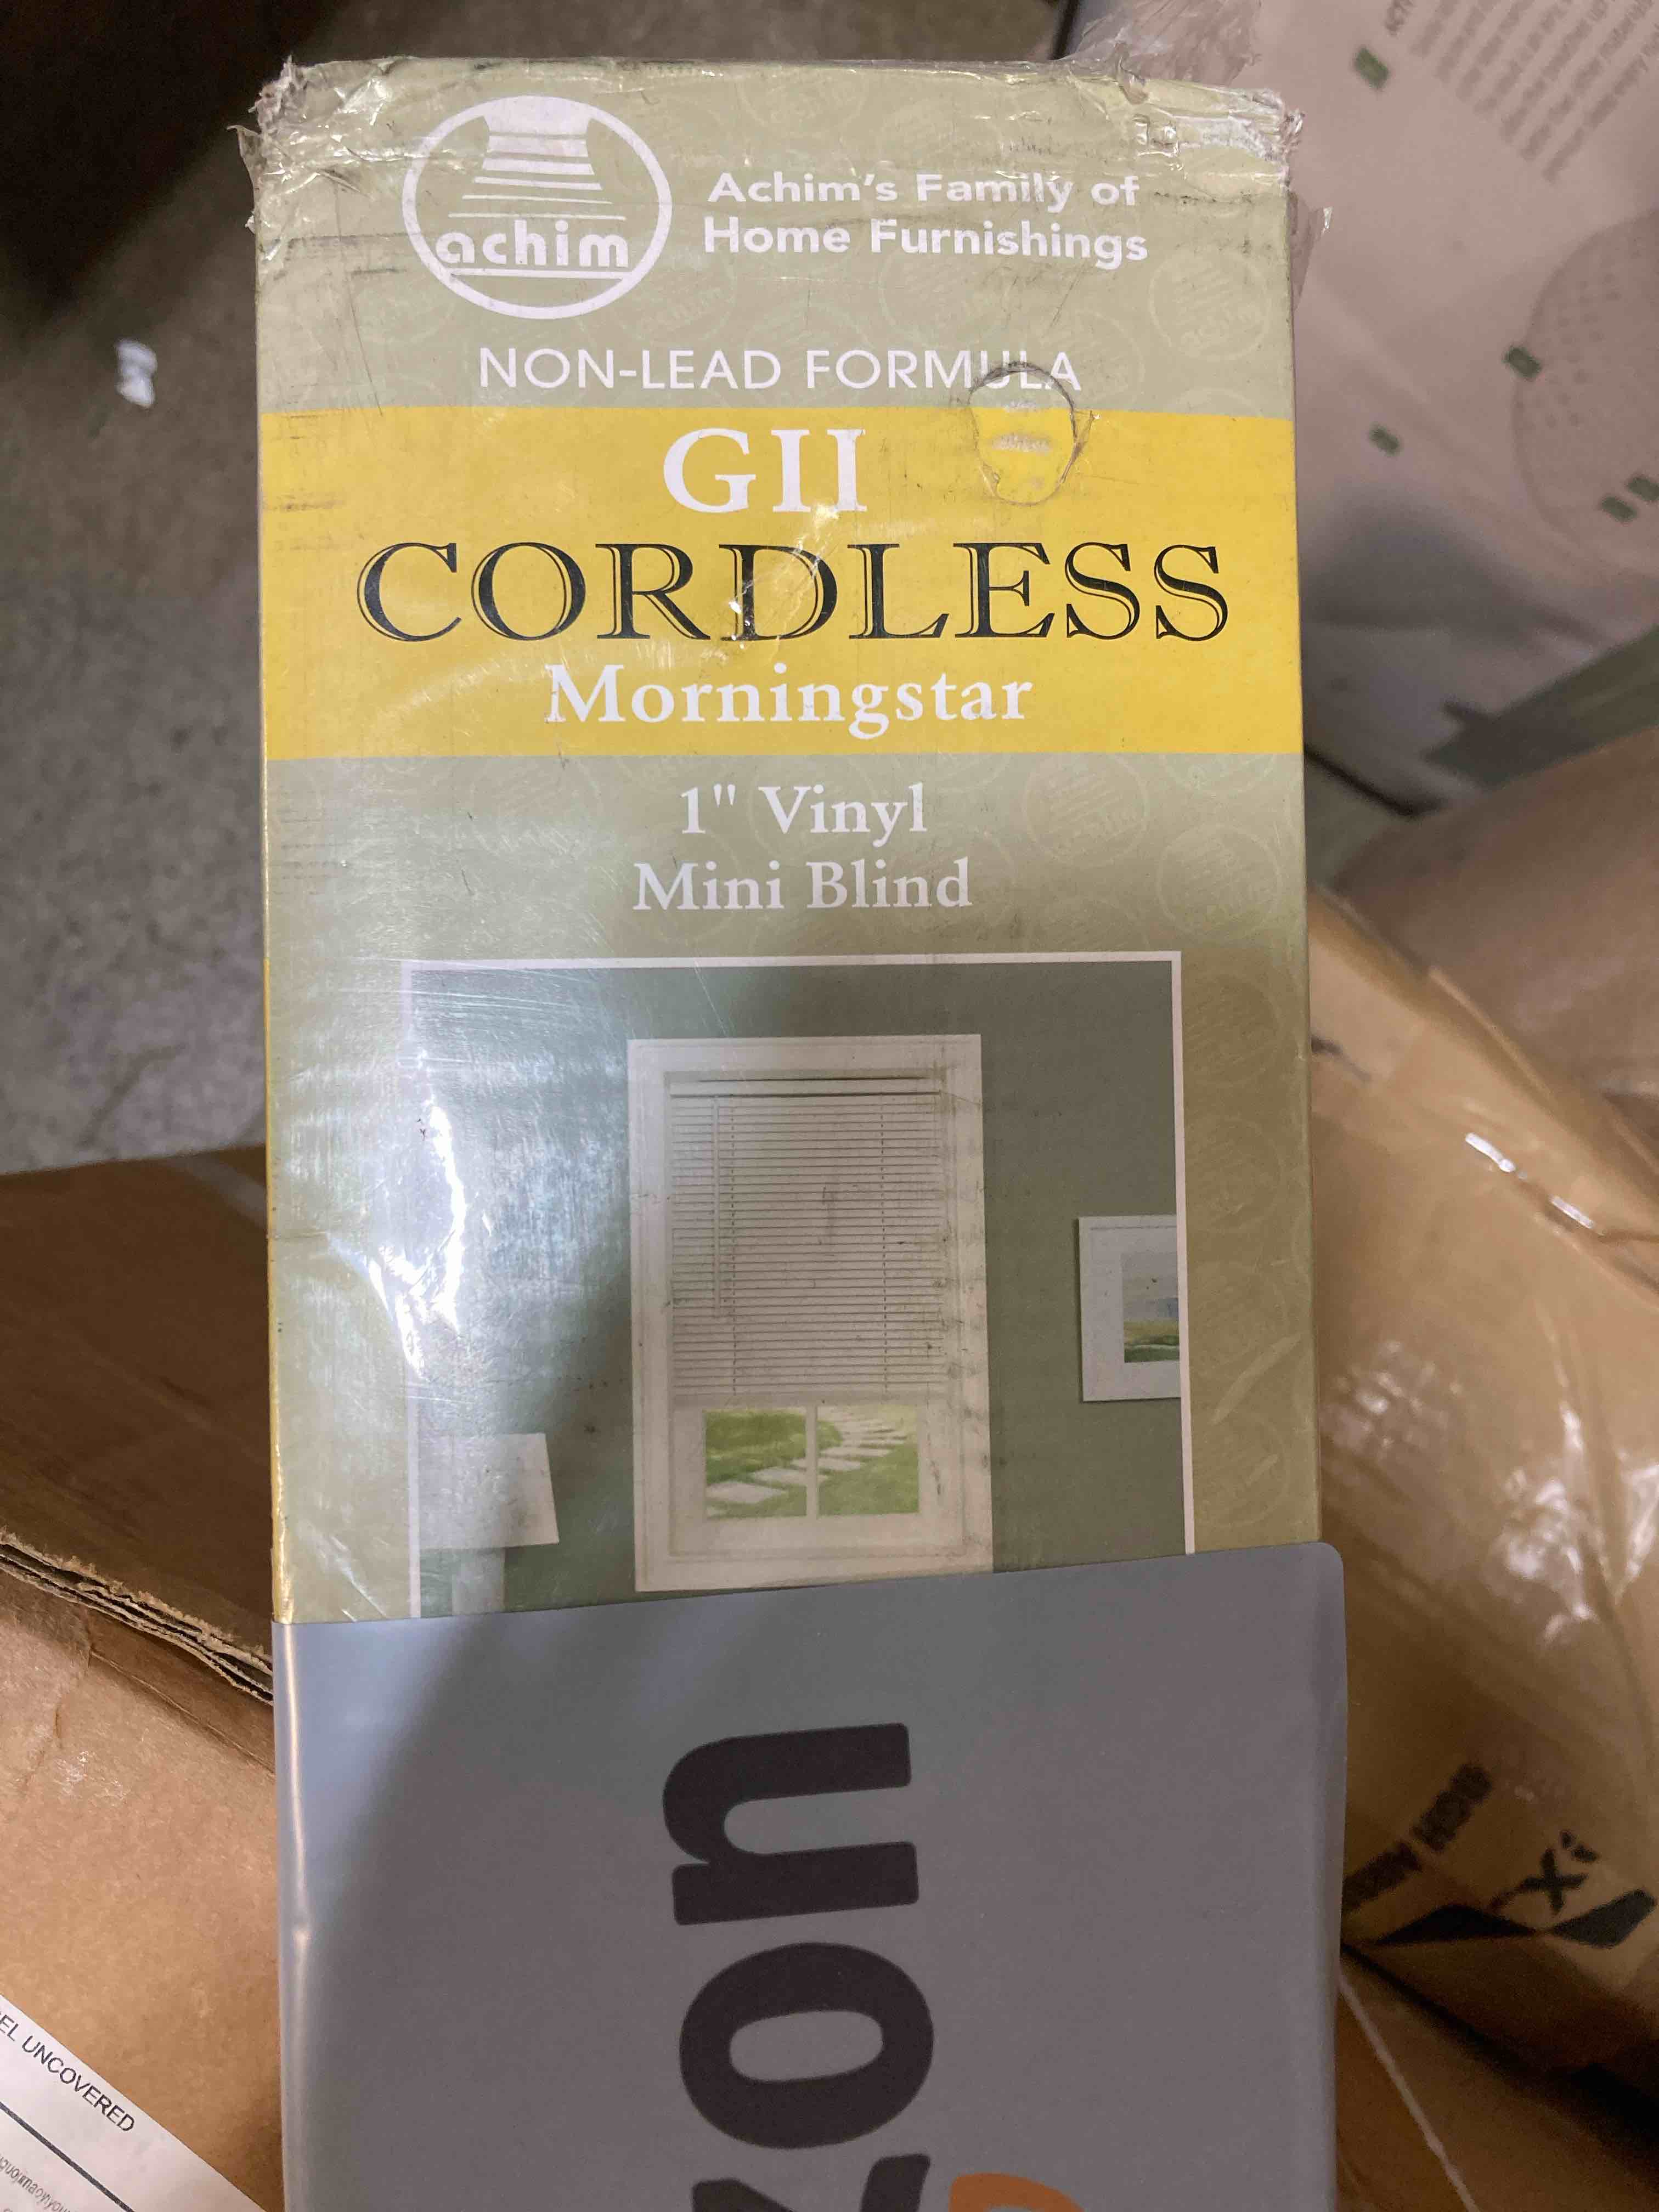 achim
Achim's Family of
Home Furnishings
NON-LEAD FORMULA
GII
CORDLESS
Morningstar
1" Vinyl
Mini Blind
zon
EL UNCOVERED